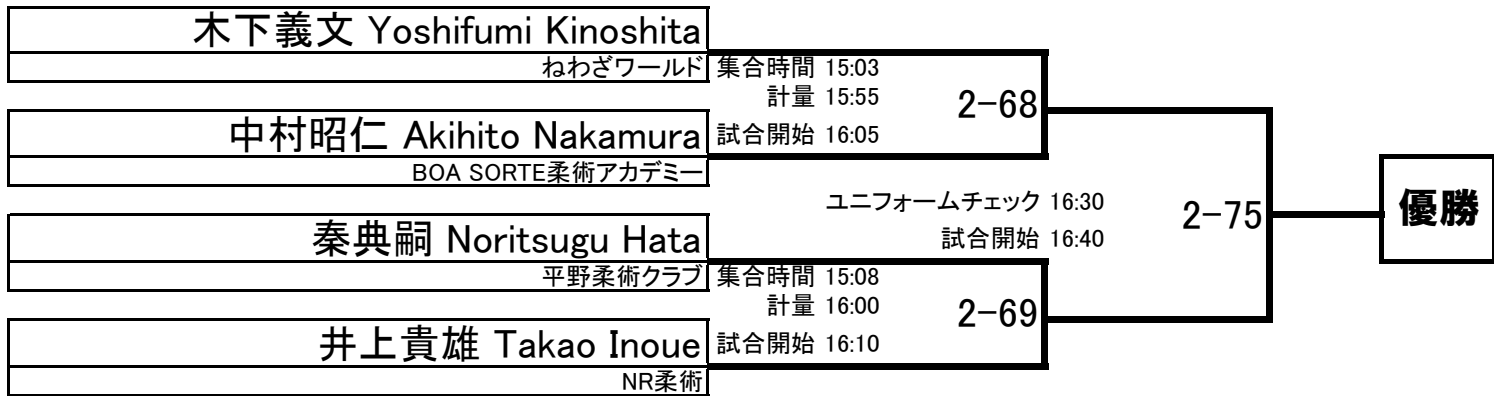 木下義文 Yoshifumi Kinoshita
ねわざワールド
集合時間 15:03
計量 15:55
2-68
中村昭仁 Akihito Nakamura
試合開始 16:05
BOA SORTE柔術アカデミー
ユニフォームチェック 16:30
試合開始 16:40
2-75
優勝
秦典嗣 Noritsugu Hata
平野柔術クラブ
集合時間 15:08
計量 16:00
2-69
井上貴雄 Takao Inoue
試合開始 16:10
NR柔術